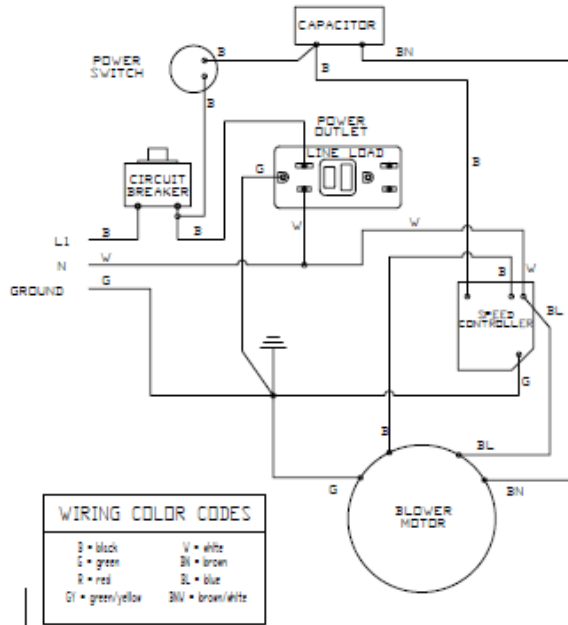 CAPACITOR
B
BN
POWER
SWITCH
B
B
B
POWER
OUTLET
LINE LOAD
G
B
CIRCUIT
BREAKER
W
B
B
L1
W
N
G
GROUND
B
W
SPEED
CONTROLLER
BL
G
B
BL
G
BN
BLOWER
MOTOR
WIRING COLOR CODES
B = black
W = white
G = green
BN = brown
R = red
BL = blue
GY = green/yellow
BNW = brown/white